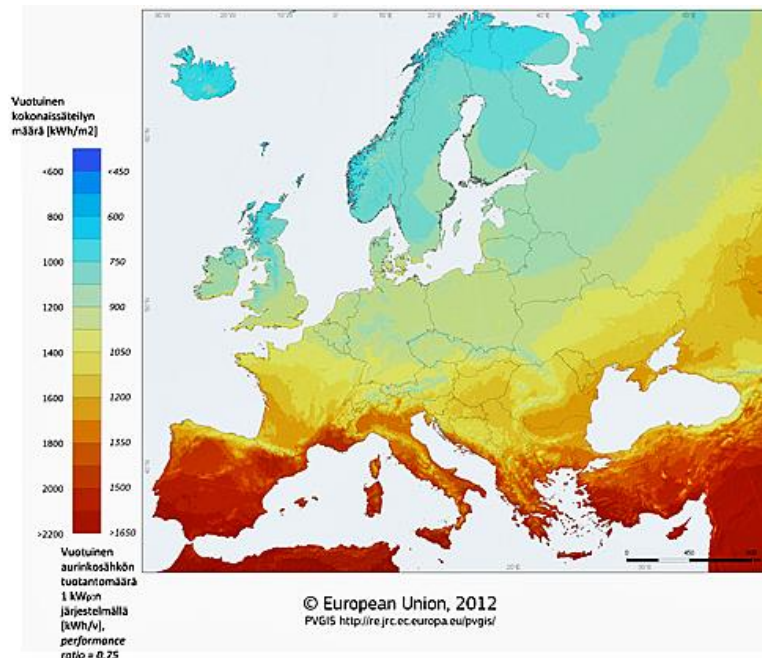 Vuotuinen
kokonaissäteilyn
määrä [kWh/m2]
<600 <450
800 600
1000 750
1200 900
1400 1050
1600 1200
1800 1350
2000 1500
>2200 >1650
Vuotuinen
aurinkosähkön
tuotantomäärä
1 kWp:n
järjestelmällä
[kWh/v],
performance
ratio = 0.75
© European Union, 2012
PVGIS http://re.jrc.ec.europa.eu/pvgis/